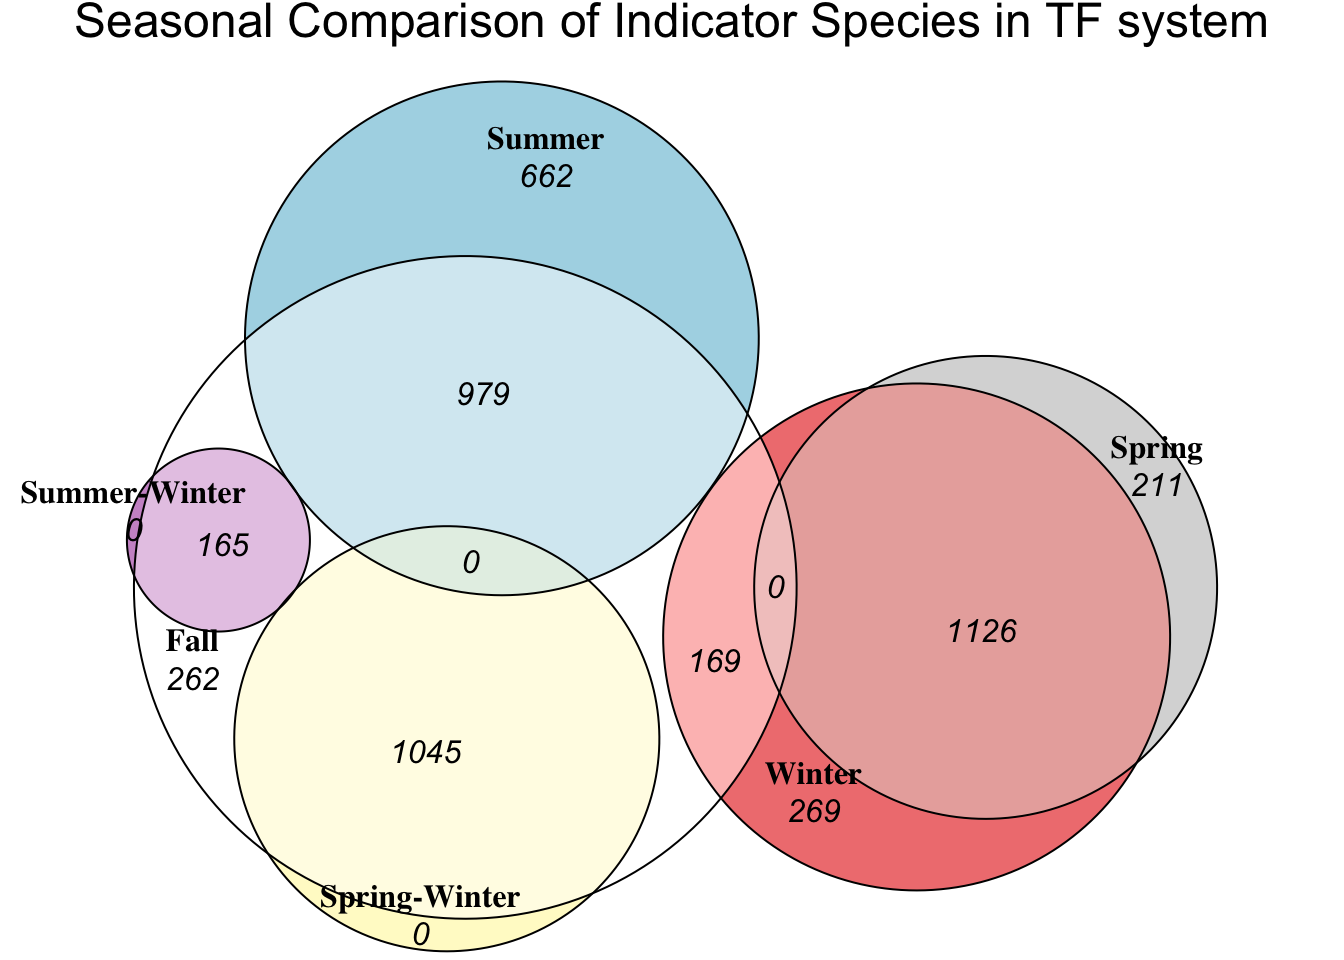 Seasonal Comparison of Indicator Species in TF system
Summer
662
979
Spring
211
Summer-Winter
0
165
0
0
1126
Fall
262
169
1045
Winter
269
Spring-Winter
0